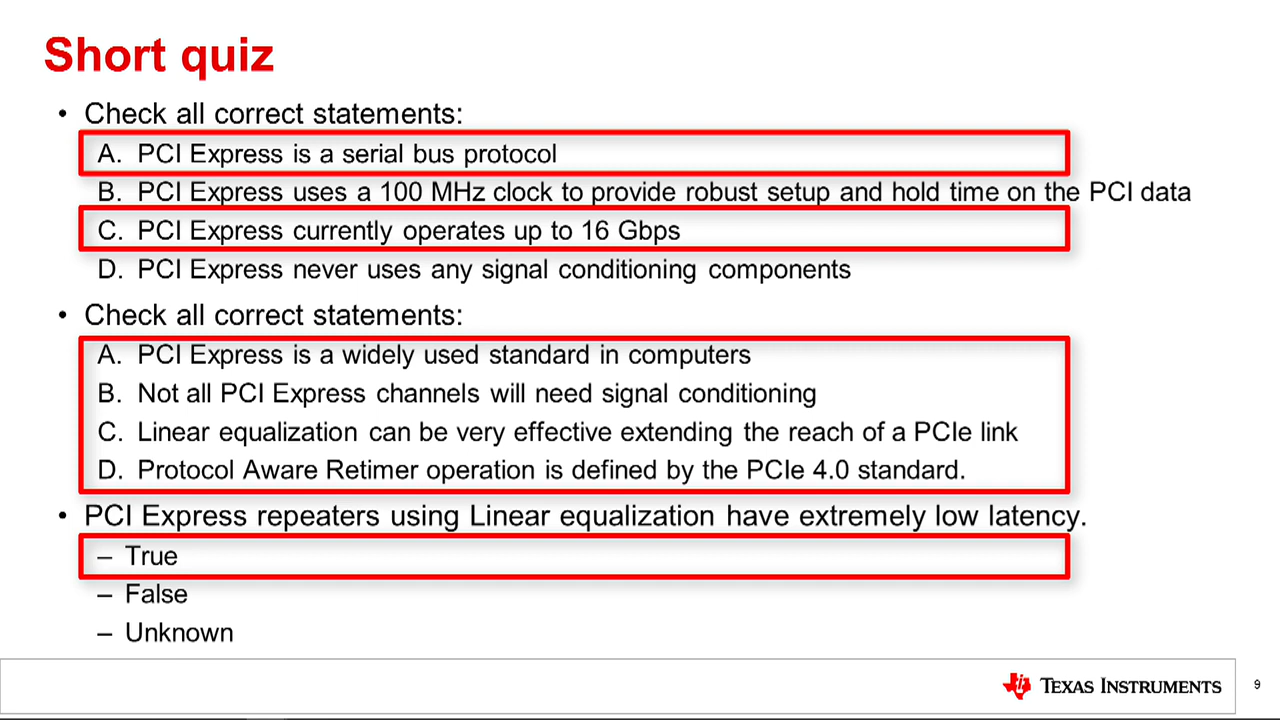 Short quiz
• Check all correct statements:
A. PCI Express is a serial bus protocol
B. PCI Express uses a 100 MHz clock to provide robust setup and hold time on the PCI data
C. PCI Express currently operates up to 16 Gbps
D. PCI Express never uses any signal conditioning components
• Check all correct statements:
A. PCI Express is a widely used standard in computers
B. Not all PCI Express channels will need signal conditioning
C. Linear equalization can be very effective extending the reach of a PCIe link
D. Protocol Aware Retimer operation is defined by the PCIe 4.0 standard.
• PCI Express repeaters using Linear equalization have extremely low latency.
– True
– False
– Unknown
TEXAS INSTRUMENTS
9